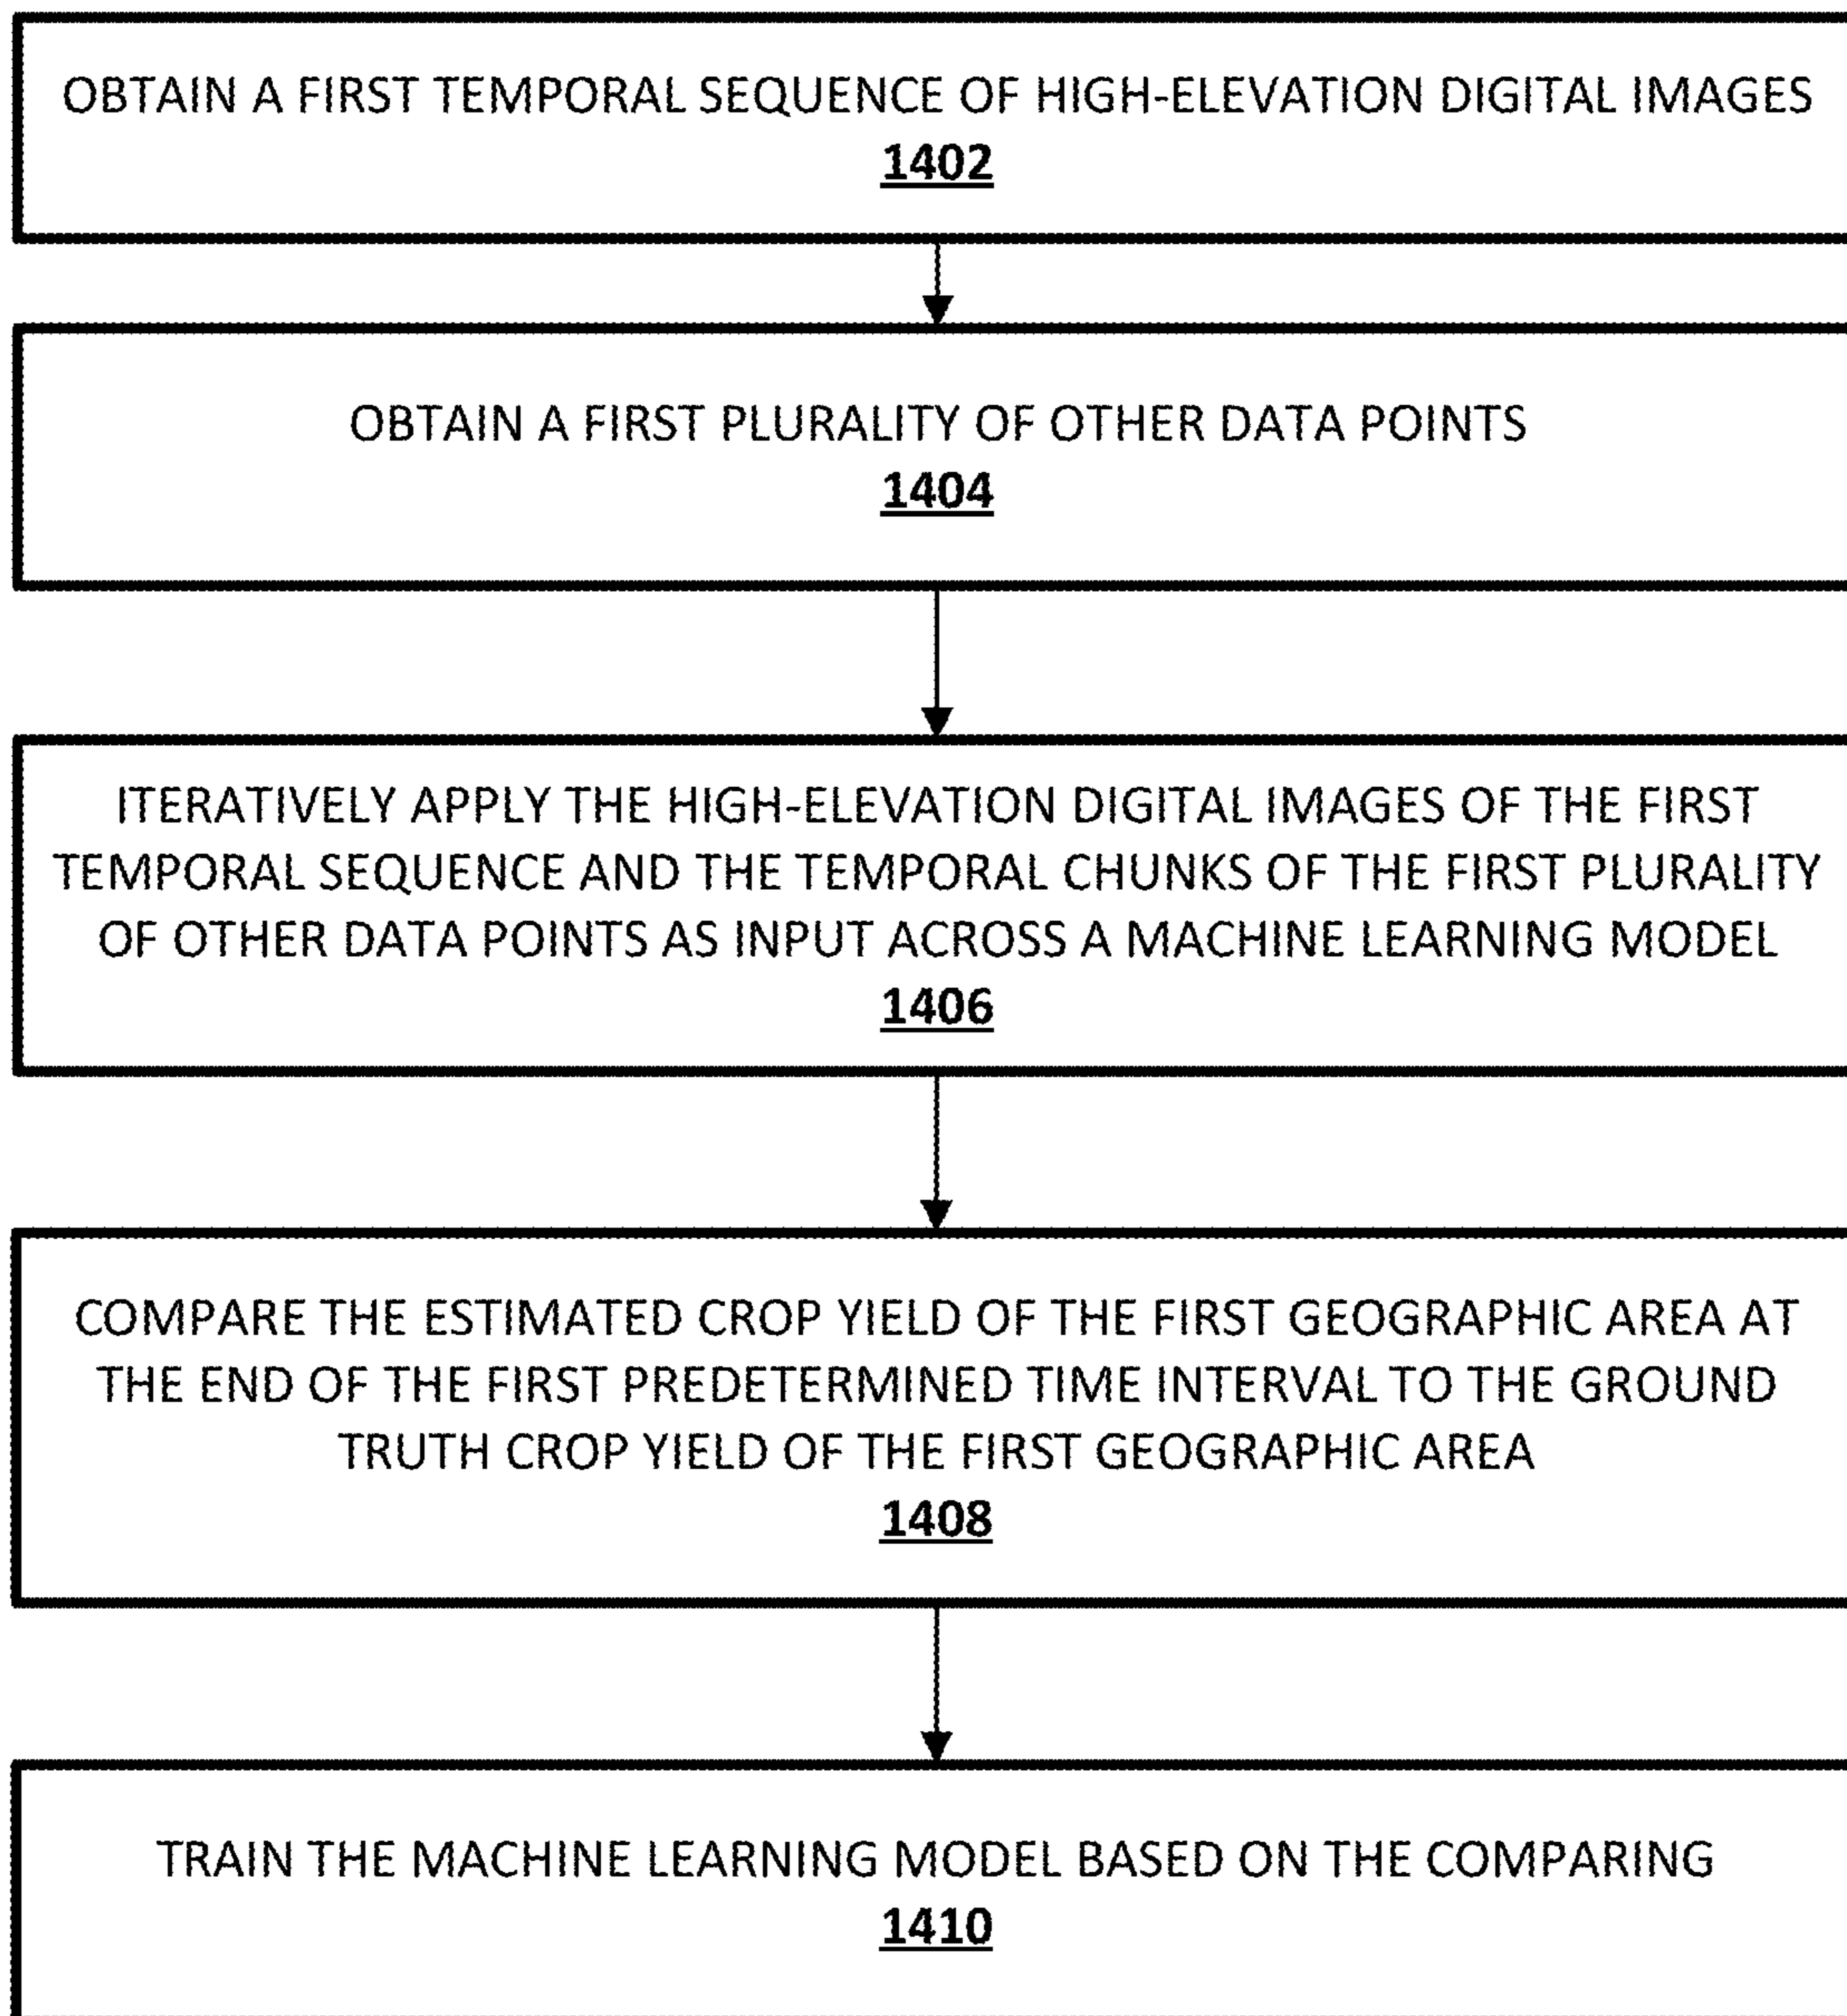 OBTAIN A FIRST TEMPORAL SEQUENCE OF HIGH-ELEVATION DIGITAL IMAGES
1402
OBTAIN A FIRST PLURALITY OF OTHER DATA POINTS
1404
ITERATIVELY APPLY THE HIGH-ELEVATION DIGITAL IMAGES OF THE FIRST
TEMPORAL SEQUENCE AND THE TEMPORAL CHUNKS OF THE FIRST PLURALITY
OF OTHER DATA POINTS AS INPUT ACROSS A MACHINE LEARNING MODEL
1406
COMPARE THE ESTIMATED CROP YIELD OF THE FIRST GEOGRAPHIC AREA AT
THE END OF THE FIRST PREDETERMINED TIME INTERVAL TO THE GROUND
TRUTH CROP YIELD OF THE FIRST GEOGRAPHIC AREA
1408
TRAIN THE MACHINE LEARNING MODEL BASED ON THE COMPARING
1410